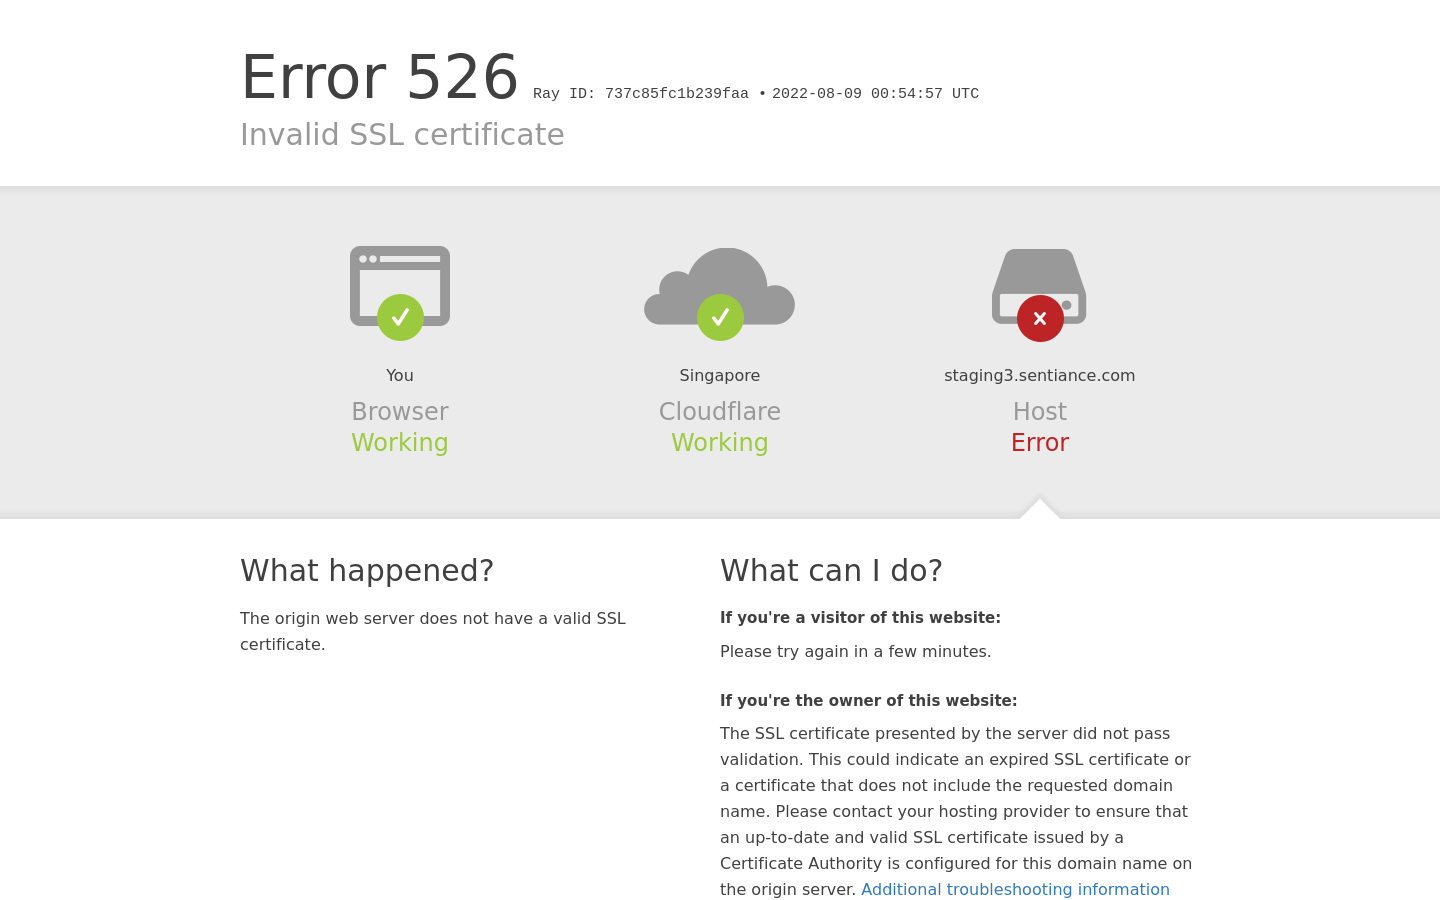 Error 526 Ray ID: 737c85fc1b239faa • 2022-08-09 00:54:57 UTC
Invalid SSL certificate
You
Browser
Working
Singapore
Cloudflare
Working
staging3.sentiance.com
Host
Error
What happened?
The origin web server does not have a valid SSL
certificate.
What can I do?
If you're a visitor of this website:
Please try again in a few minutes.
If you're the owner of this website:
The SSL certificate presented by the server did not pass
validation. This could indicate an expired SSL certificate or
a certificate that does not include the requested domain
name. Please contact your hosting provider to ensure that
an up-to-date and valid SSL certificate issued by a
Certificate Authority is configured for this domain name on
the origin server. Additional troubleshooting information